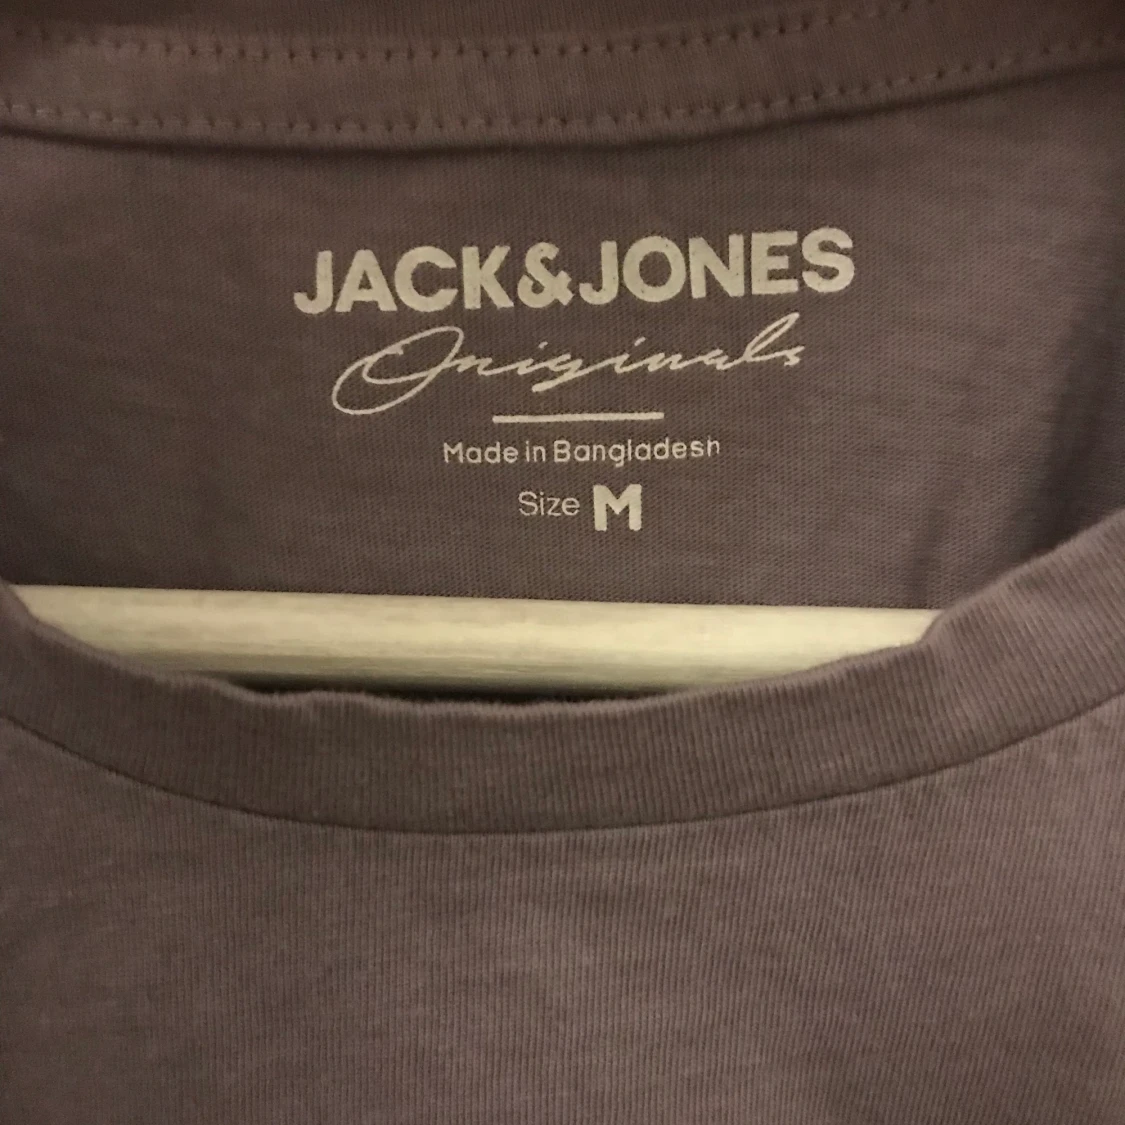 JACK&JONES
Originals
Made in Bangladesh
Size M